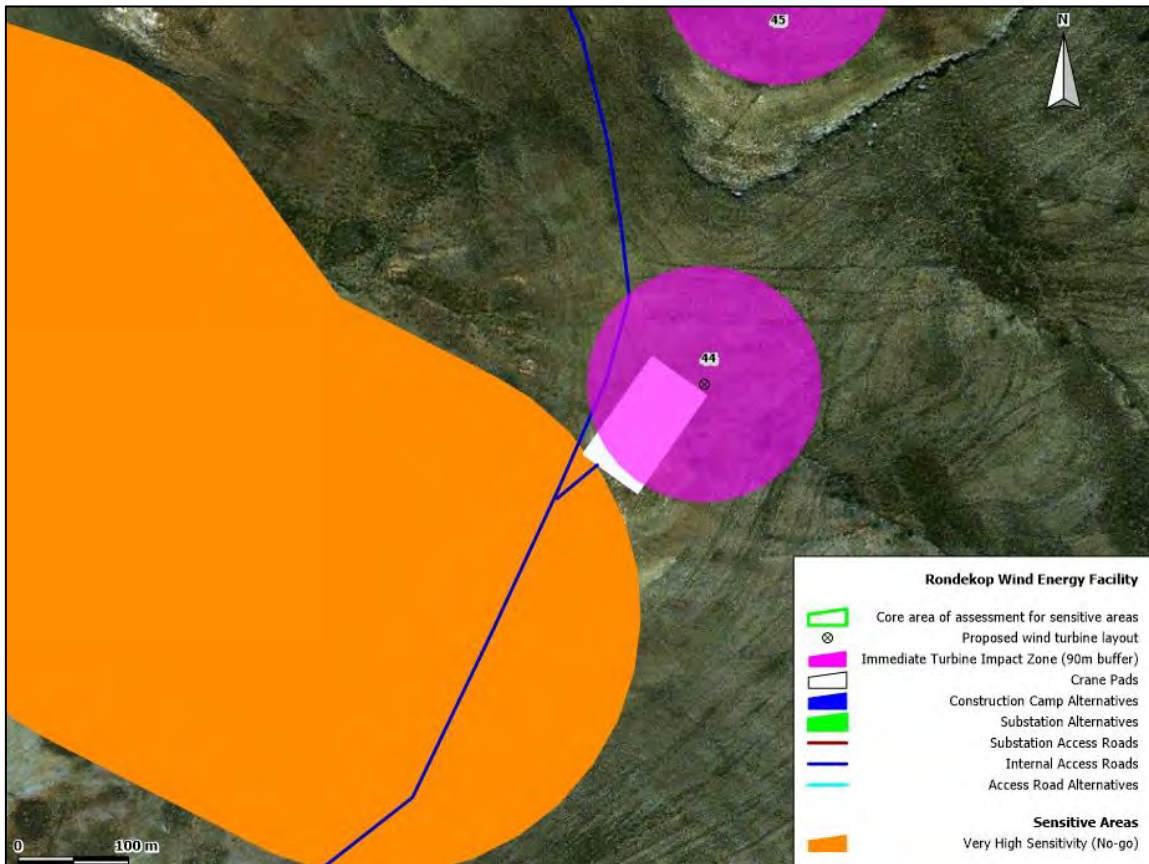 45
N
44
Rondekop Wind Energy Facility
Core area of assessment for sensitive areas
Proposed wind turbine layout
Immediate Turbine Impact Zone (90m buffer)
Crane Pads
Construction Camp Alternatives
Substation Alternatives
Substation Access Roads
Internal Access Roads
Access Road Alternatives
Sensitive Areas
Very High Sensitivity (No-go)
0 100 m